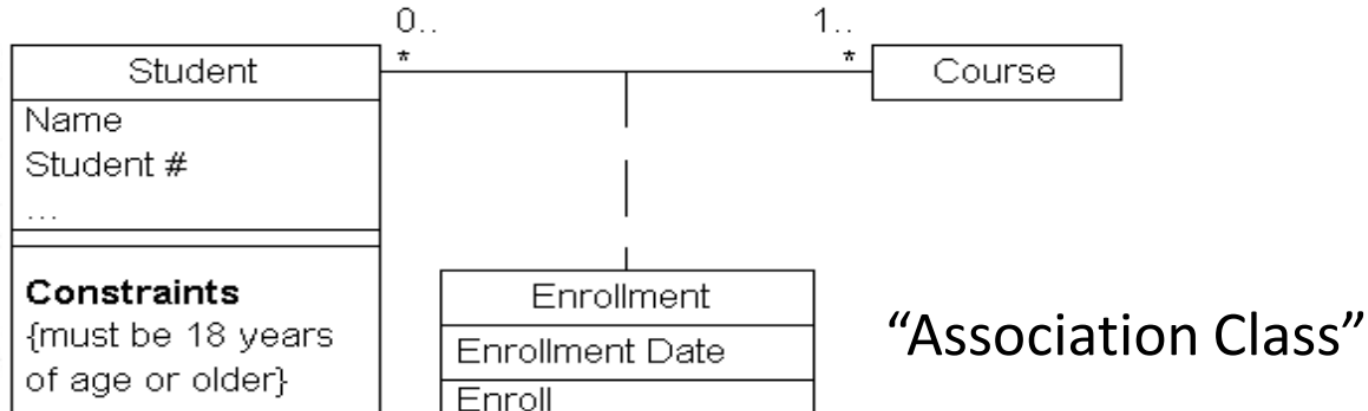 0..
*
1..
*
Student
Name
Student #
...
Constraints
{must be 18 years
of age or older}
Course
Enrollment
Enrollment Date
Enroll
“Association Class”